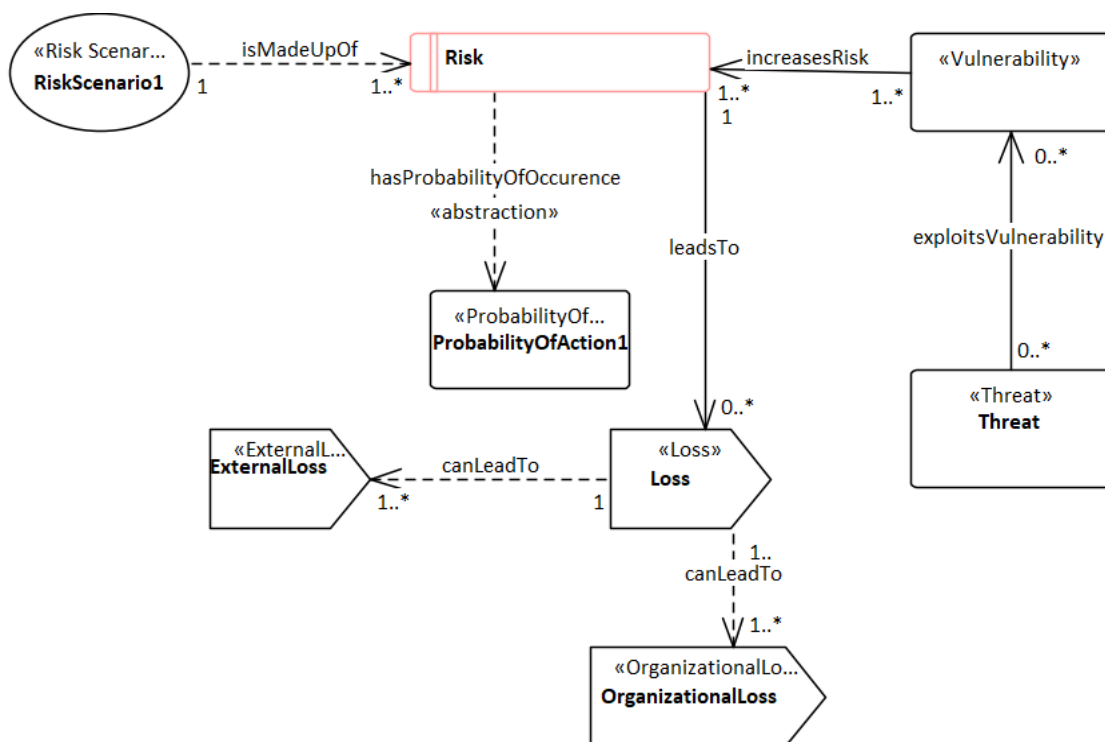 «Risk Scenar...
RiskScenario1
isMadeUpOf
1
1..*
Risk
increasesRisk
1..*
1
1..*
«Vulnerability»
0..*
hasProbabilityOfOccurence
«abstraction»
leadsTo
exploitsVulnerability
«ProbabilityOf...
ProbabilityOfAction1
0..*
«Threat»
Threat
0..*
«ExternalL...
ExternalLoss
canLeadTo
1..*
1
«Loss»
Loss
1..
canLeadTo
1..*
«OrganizationalLo...
OrganizationalLoss